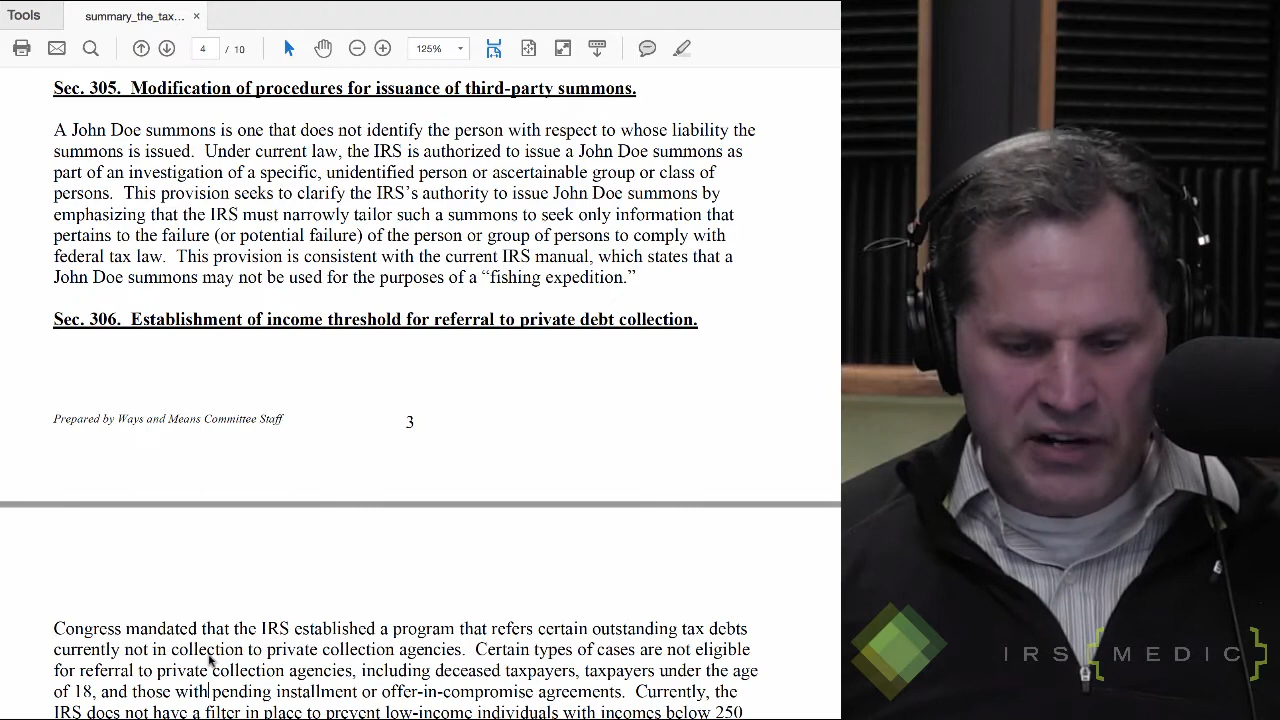 Tools
summary_the_tax... ×
4 / 10
125%
Sec. 305. Modification of procedures for issuance of third-party summons.
A John Doe summons is one that does not identify the person with respect to whose liability the
summons is issued. Under current law, the IRS is authorized to issue a John Doe summons as
part of an investigation of a specific, unidentified person or ascertainable group or class of
persons. This provision seeks to clarify the IRS's authority to issue John Doe summons by
emphasizing that the IRS must narrowly tailor such a summons to seek only information that
pertains to the failure (or potential failure) of the person or group of persons to comply with
federal tax law. This provision is consistent with the current IRS manual, which states that a
John Doe summons may not be used for the purposes of a “fishing expedition.”
Sec. 306. Establishment of income threshold for referral to private debt collection.
Prepared by Ways and Means Committee Staff
3
Congress mandated that the IRS established a program that refers certain outstanding tax debts
currently not in collection to private collection agencies. Certain types of cases are not eligible
for referral to private collection agencies, including deceased taxpayers, taxpayers under the age
of 18, and those with pending installment or offer-in-compromise agreements. Currently, the
IRS does not have a filter in place to prevent low-income individuals with incomes below 250
IRS{MEDIC}